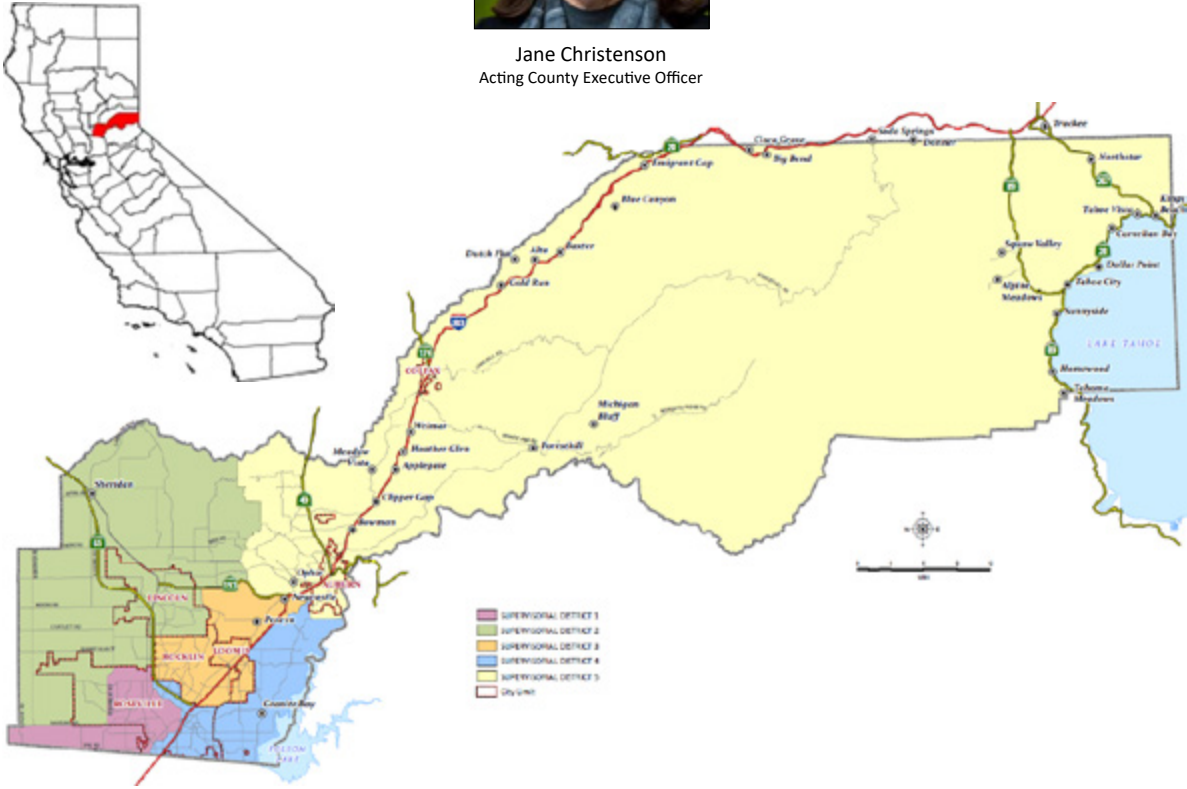 Jane Christenson
Acting County Executive Officer
Truckee
Cisco Grove
Soda Springs
Donner
Big Bend
Emigrant Gap
Northstar
Blue Canyon
Tahoe Vista
Kings
Carnelian Bay
Squaw Valley
Dutch Flat
Alta
Baxter
Dollar Point
Gold Run
Alpine
Meadows
Tahoe City
Sunnyside
LAKE TAHOE
COLFAX
Homewood
Tahoma
Meadows
Michigan
Bluff
Weimar
Foresthill
Meadow
Vista
Heather Glen
Applegate
Sheridan
Clipper Gap
49
Bowman
Ophir
AUBURN
Newcastle
LINCOLN
Penryn
ROCKLIN
LOOMIS
ROSEVILLE
Granite Bay
FOLSOM
LAKE
SUPERVISORIAL DISTRICT 1
SUPERVISORIAL DISTRICT 2
SUPERVISORIAL DISTRICT 3
SUPERVISORIAL DISTRICT 4
SUPERVISORIAL DISTRICT 5
City Limit